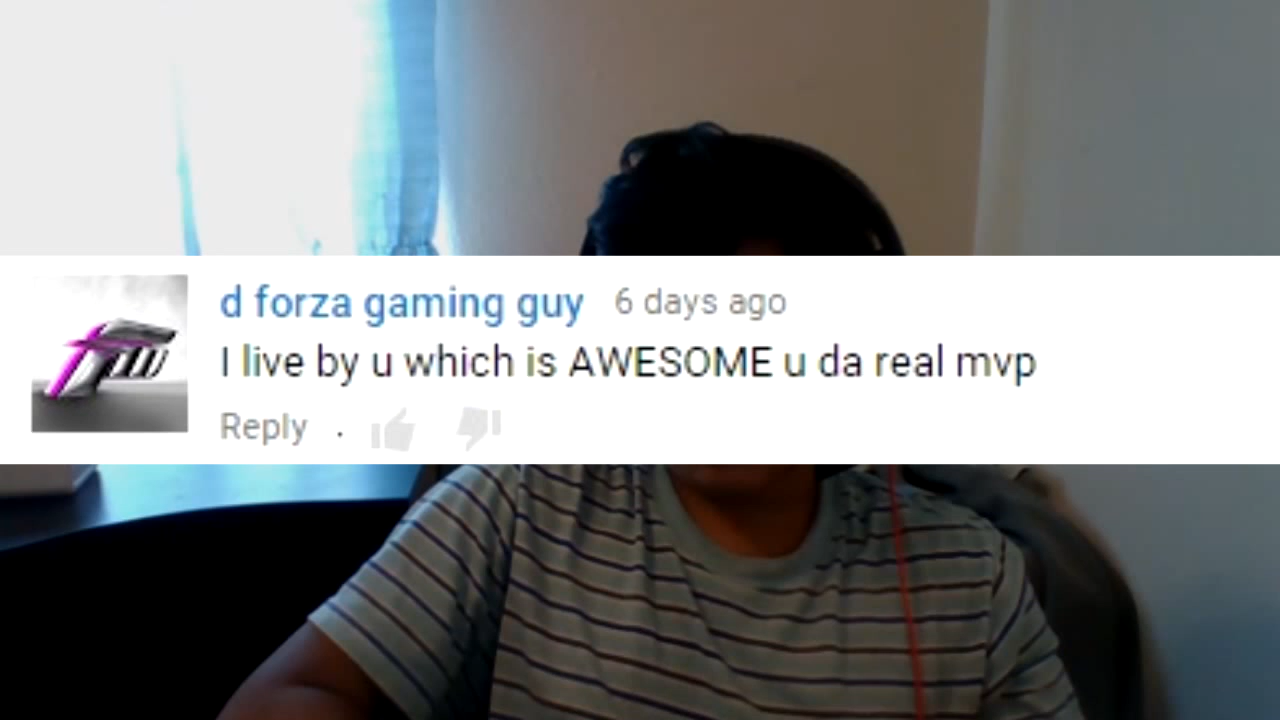 d forza gaming guy 6 days ago
I live by u which is AWESOME u da real mvp
Reply .